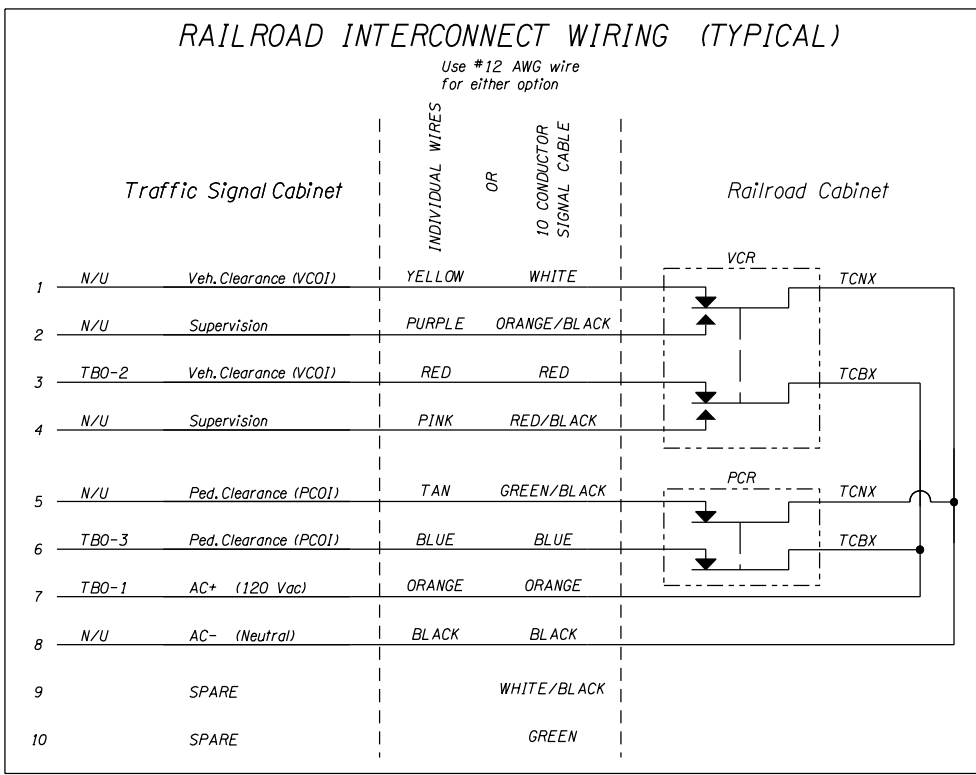 RAILROAD INTERCONNECT WIRING (TYPICAL)
Use #12 AWG wire
for either option
Traffic Signal Cabinet
INDIVIDUAL WIRES
OR
10 CONDUCTOR
SIGNAL CABLE
Railroad Cabinet
VCR
1 N/U Veh. Clearance (VCOI) YELLOW WHITE TCNX
2 N/U Supervision PURPLE ORANGE/BLACK
3 TBO-2 Veh. Clearance (VCOI) RED RED TCBX
4 N/U Supervision PINK RED/BLACK
PCR
5 N/U Ped. Clearance (PCOI) TAN GREEN/BLACK TCNX
6 TBO-3 Ped. Clearance (PCOI) BLUE BLUE TCBX
7 TBO-1 AC+ (120 Vac) ORANGE ORANGE
8 N/U AC- (Neutral) BLACK BLACK
9 SPARE WHITE/BLACK
10 SPARE GREEN